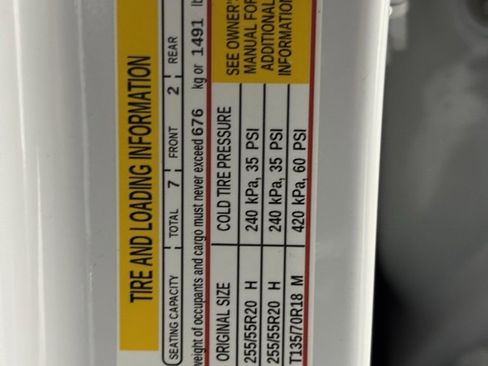 TIRE AND LOADING INFORMATION
SEATING CAPACITY TOTAL 7 FRONT 2 REAR
weight of occupants and cargo must never exceed 676 kg or 1491
ORIGINAL SIZE COLD TIRE PRESSURE SEE OWNER'S
255/55R20 H 240 kPa, 35 PSI MANUAL FOR
255/55R20 H 240 kPa, 35 PSI ADDITIONAL
T135/70R18 M 420 kPa, 60 PSI INFORMATION